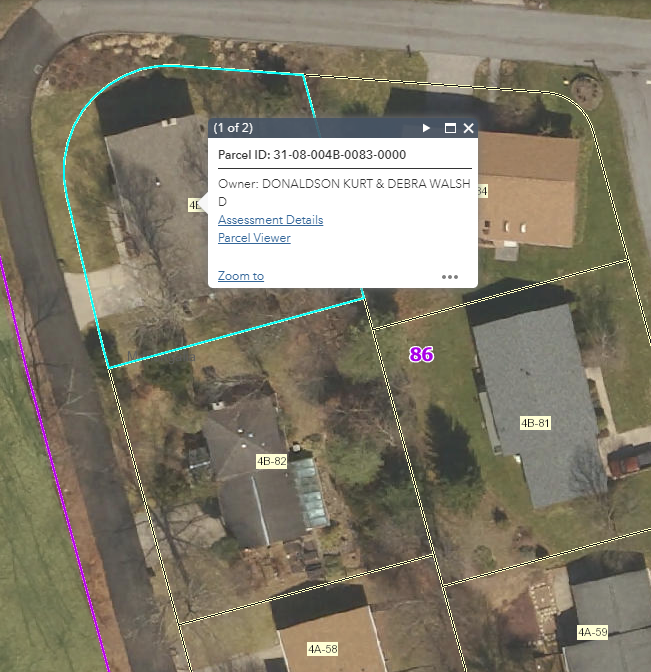 (1 of 2)
Parcel ID: 31-08-004B-0083-0000
Owner: DONALDSON KURT & DEBRA WALSH
D
Assessment Details
Parcel Viewer
Zoom to
4B
84
86
4B-81
4B-82
4A-58
4A-59